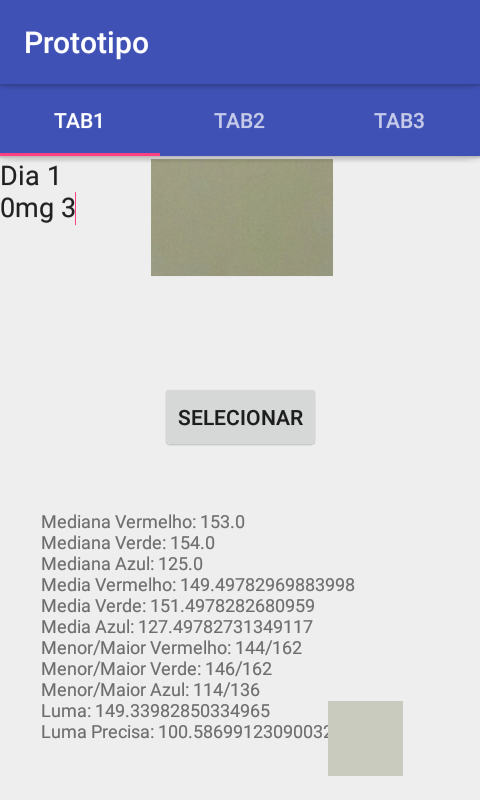 Prototipo
TAB1 TAB2 TAB3
Dia 1
0mg 3
SELECIONAR
Mediana Vermelho: 153.0
Mediana Verde: 154.0
Mediana Azul: 125.0
Media Vermelho: 149.49782969883998
Media Verde: 151.4978282680959
Media Azul: 127.49782731349117
Menor/Maior Vermelho: 144/162
Menor/Maior Verde: 146/162
Menor/Maior Azul: 114/136
Luma: 149.33982850334965
Luma Precisa: 100.58699123090032